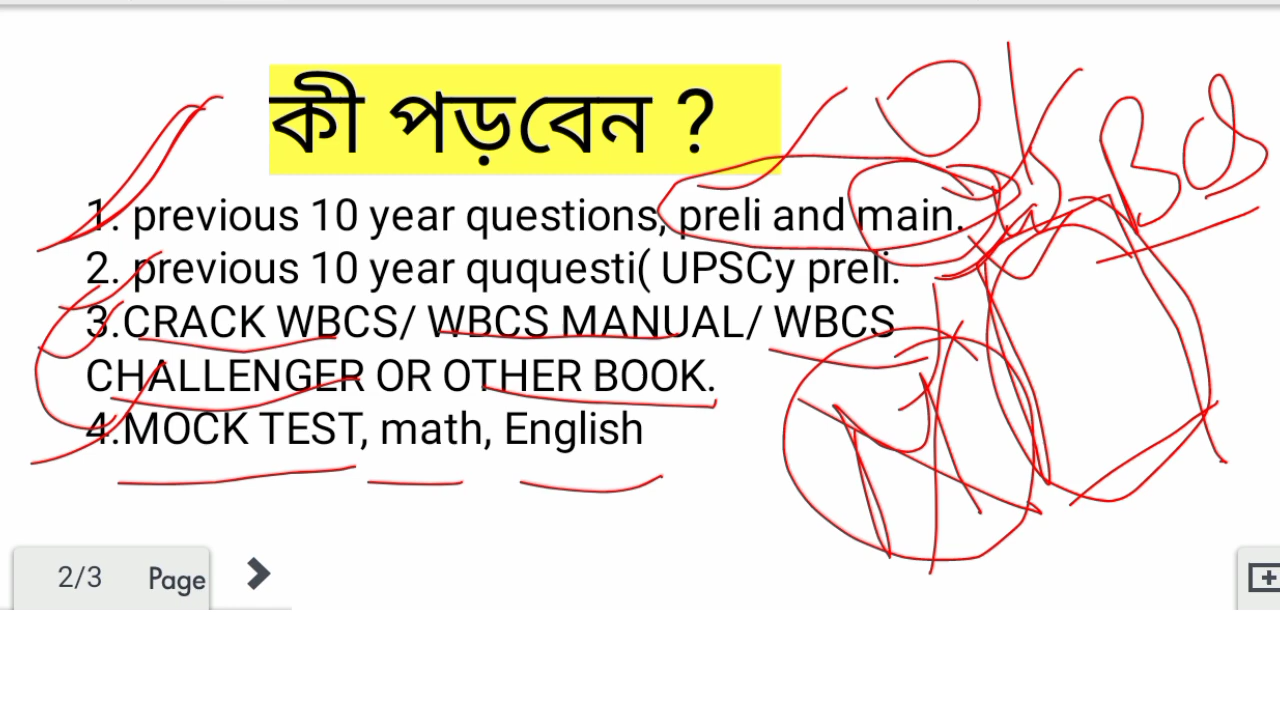 কী পড়বেন ?
1. previous 10 year questions, preli and main.
2. previous 10 year ququesti( UPSCy preli.
3.CRACK WBCS/ WBCS MANUAL/ WBCS
CHALLENGER OR OTHER BOOK.
4.MOCK TEST, math, English
2/3 Page